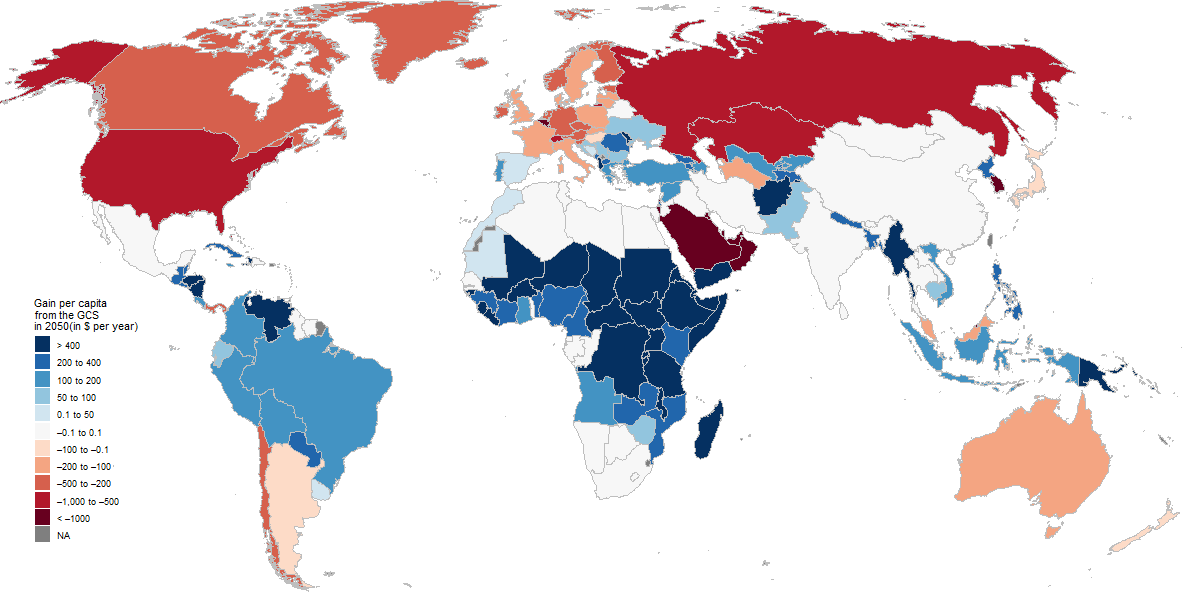 Gain per capita
from the GCS
in 2050(in $ per year)
> 400
200 to 400
100 to 200
50 to 100
0.1 to 50
–0.1 to 0.1
–100 to –0.1
–200 to –100
–500 to –200
–1,000 to –500
< –1000
NA